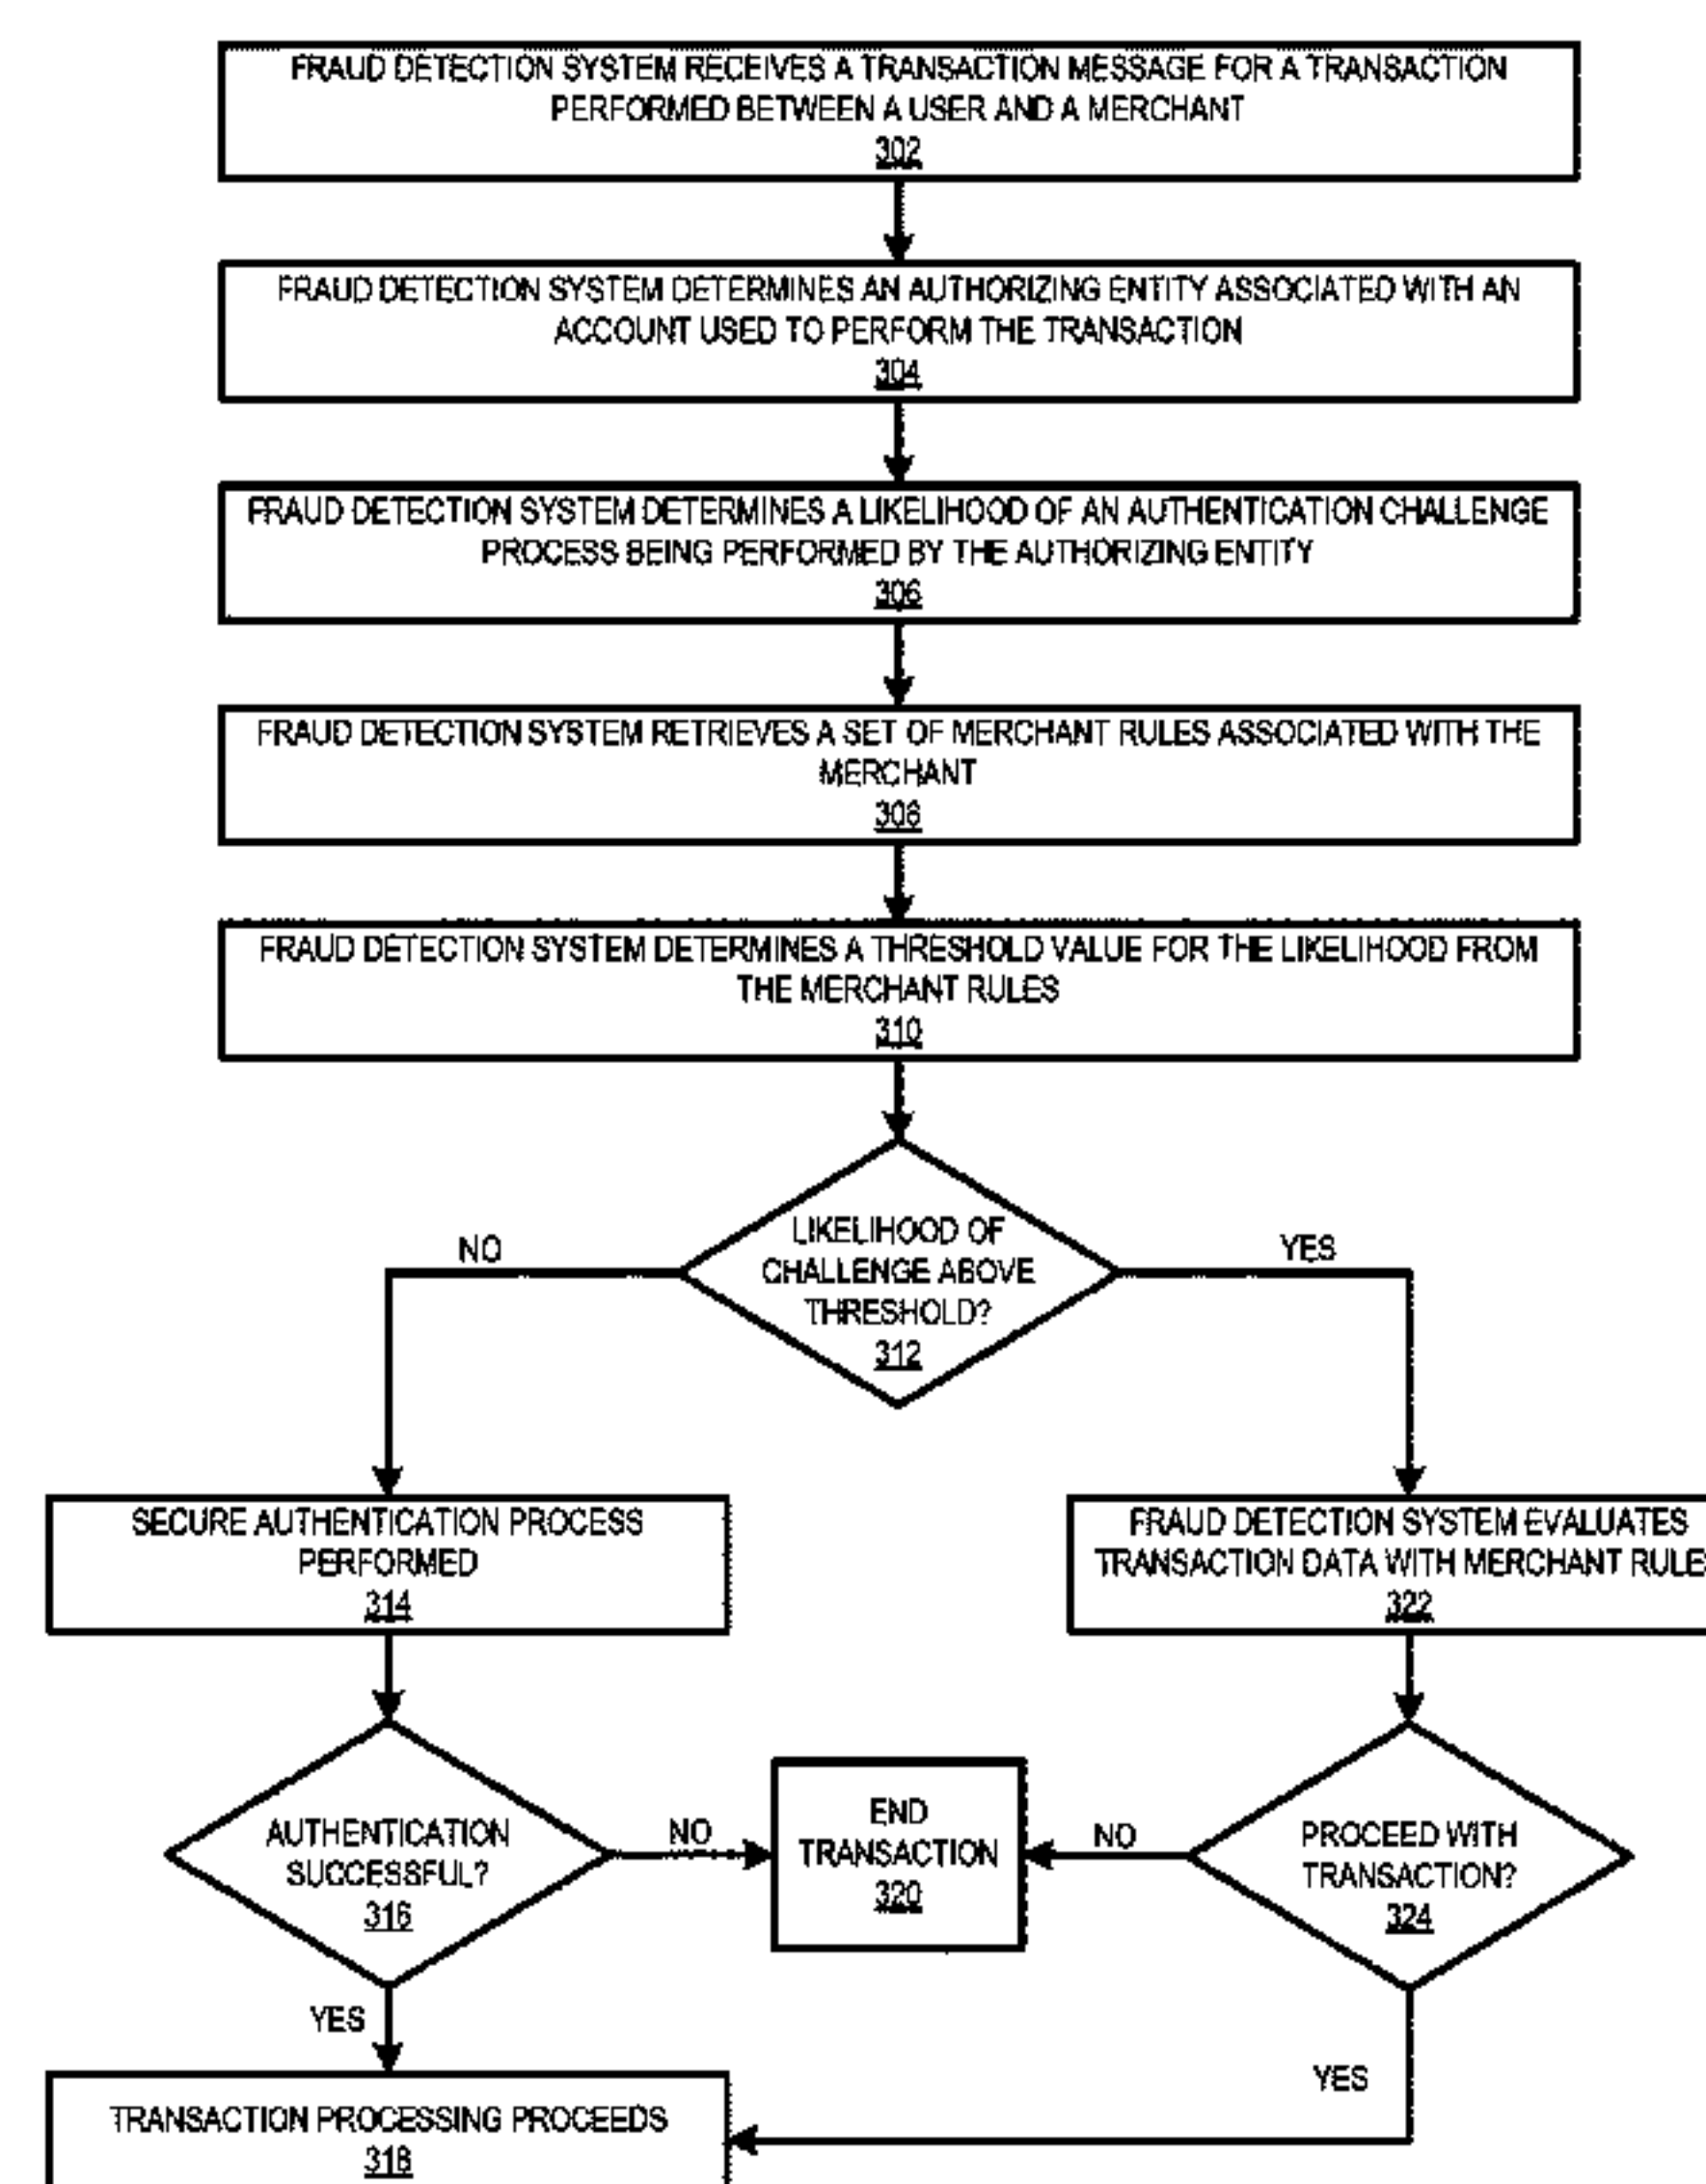 FRAUD DETECTION SYSTEM RECEIVES A TRANSACTION MESSAGE FOR A TRANSACTION
PERFORMED BETWEEN A USER AND A MERCHANT
302
FRAUD DETECTION SYSTEM DETERMINES AN AUTHORIZING ENTITY ASSOCIATED WITH AN
ACCOUNT USED TO PERFORM THE TRANSACTION
304
FRAUD DETECTION SYSTEM DETERMINES A LIKELIHOOD OF AN AUTHENTICATION CHALLENGE
PROCESS BEING PERFORMED BY THE AUTHORIZING ENTITY
306
FRAUD DETECTION SYSTEM RETRIEVES A SET OF MERCHANT RULES ASSOCIATED WITH THE
MERCHANT
308
FRAUD DETECTION SYSTEM DETERMINES A THRESHOLD VALUE FOR THE LIKELIHOOD FROM
THE MERCHANT RULES
310
LIKELIHOOD OF
CHALLENGE ABOVE
THRESHOLD?
312
NO
YES
SECURE AUTHENTICATION PROCESS
PERFORMED
314
FRAUD DETECTION SYSTEM EVALUATES
TRANSACTION DATA WITH MERCHANT RULES
322
AUTHENTICATION
SUCCESSFUL?
316
NO
END
TRANSACTION
320
NO
PROCEED WITH
TRANSACTION?
324
YES
YES
TRANSACTION PROCESSING PROCEEDS
318